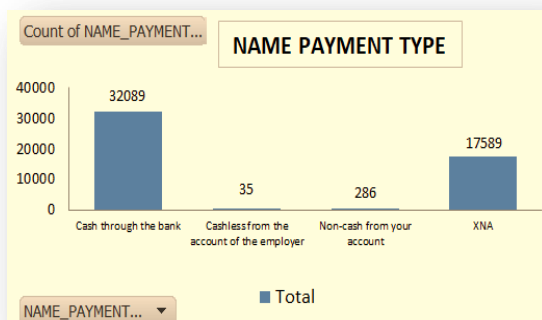 Count of NAME_PAYMENT...
NAME PAYMENT TYPE
40000
30000
20000
10000
0
32089
35
286
17589
Cash through the bank
Cashless from the
account of the employer
Non-cash from your
account
XNA
Total
NAME_PAYMENT...